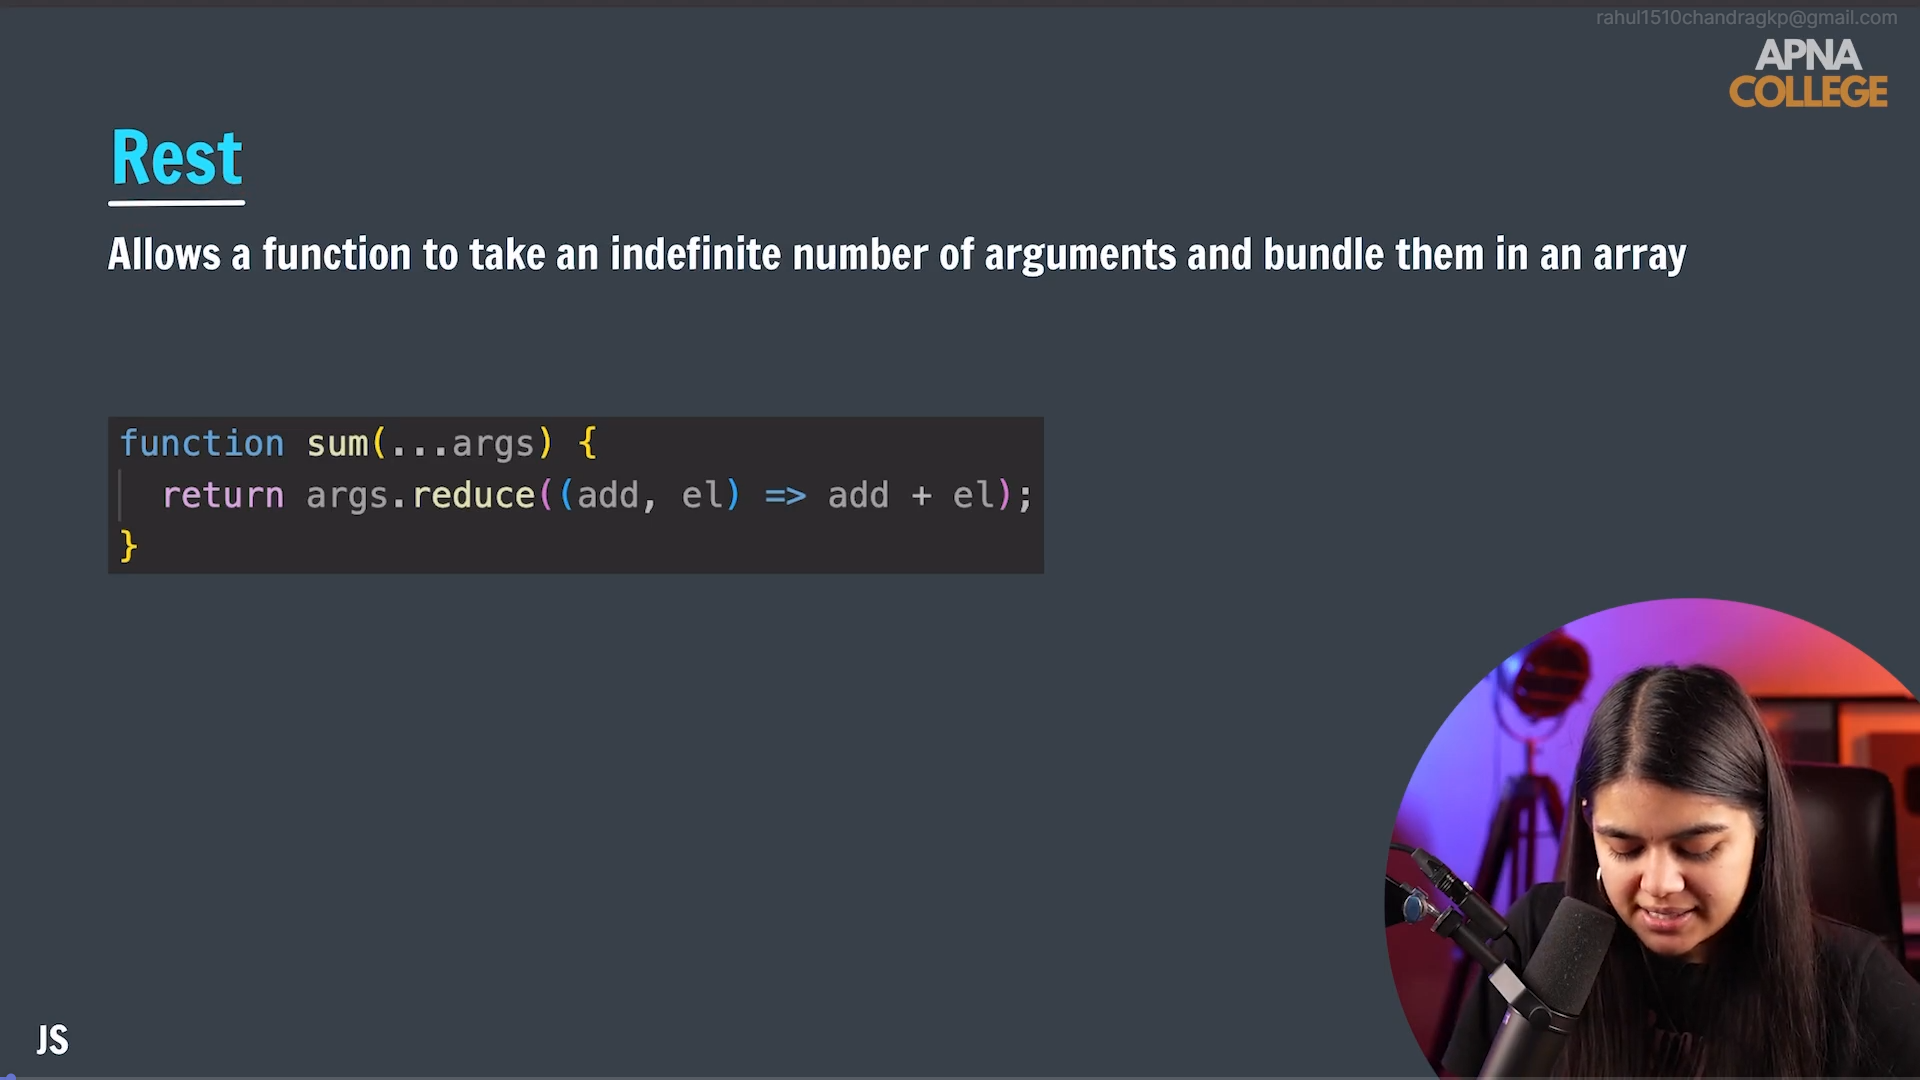 rahul1510chandragkp@gmail.com
APNA
COLLEGE
Rest
Allows a function to take an indefinite number of arguments and bundle them in an array
function sum(...args) {
  return args.reduce((add, el) => add + el);
}
JS